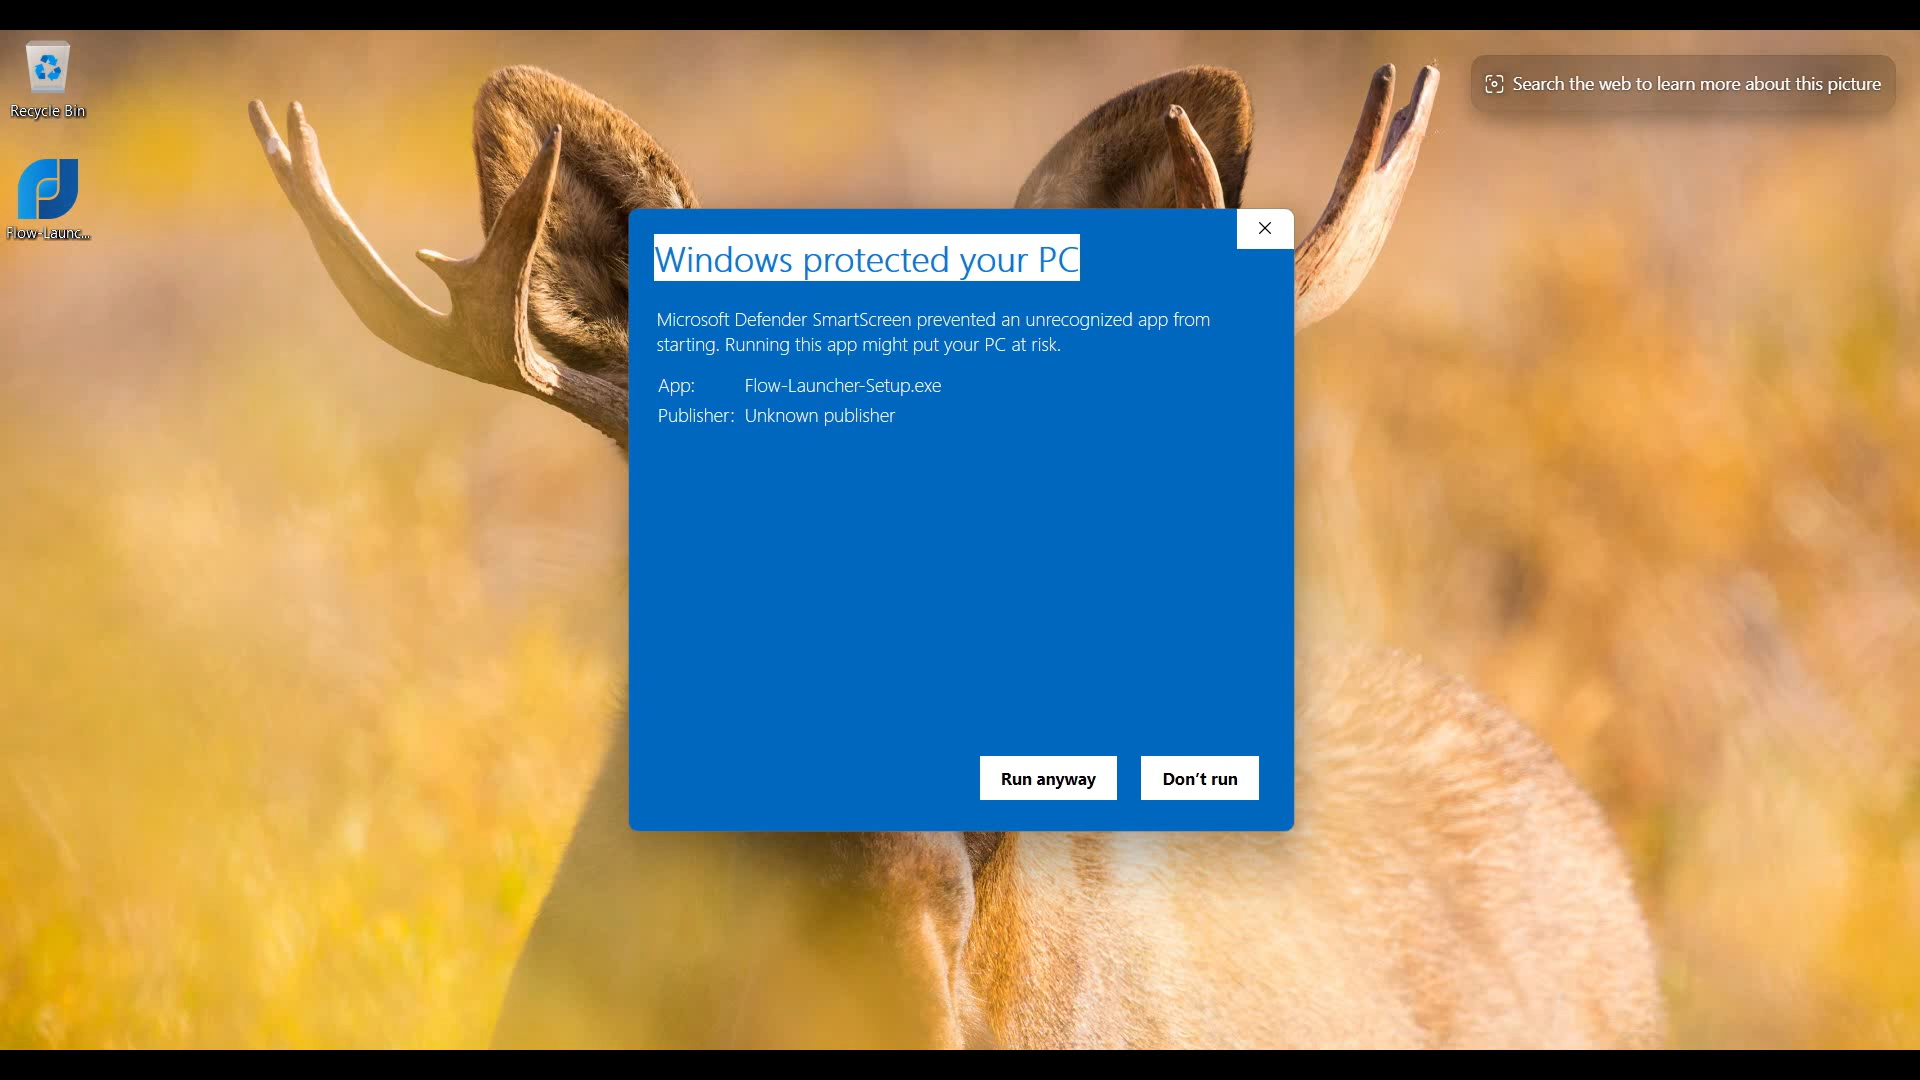 Recycle Bin
Flow-Launc...
Search the web to learn more about this picture
Windows protected your PC
Microsoft Defender SmartScreen prevented an unrecognized app from
starting. Running this app might put your PC at risk.
App: Flow-Launcher-Setup.exe
Publisher: Unknown publisher
Run anyway
Don’t run